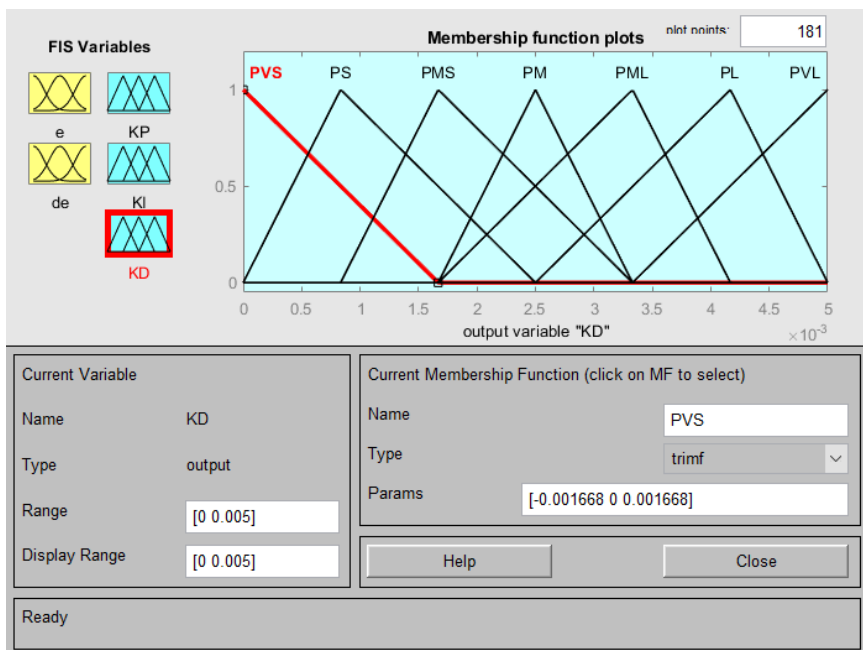 FIS Variables
e
KP
de
KI
KD
Membership function plots
plot points:
181
PVS
PS
PMS
PM
PML
PL
PVL
1
0.5
0
0
0.5
1
1.5
2
2.5
3
3.5
4
4.5
5
output variable "KD"
×10-3
Current Variable
Name
KD
Type
output
Range
[0 0.005]
Display Range
[0 0.005]
Current Membership Function (click on MF to select)
Name
PVS
Type
trimf
Params
[-0.001668 0 0.001668]
Help
Close
Ready